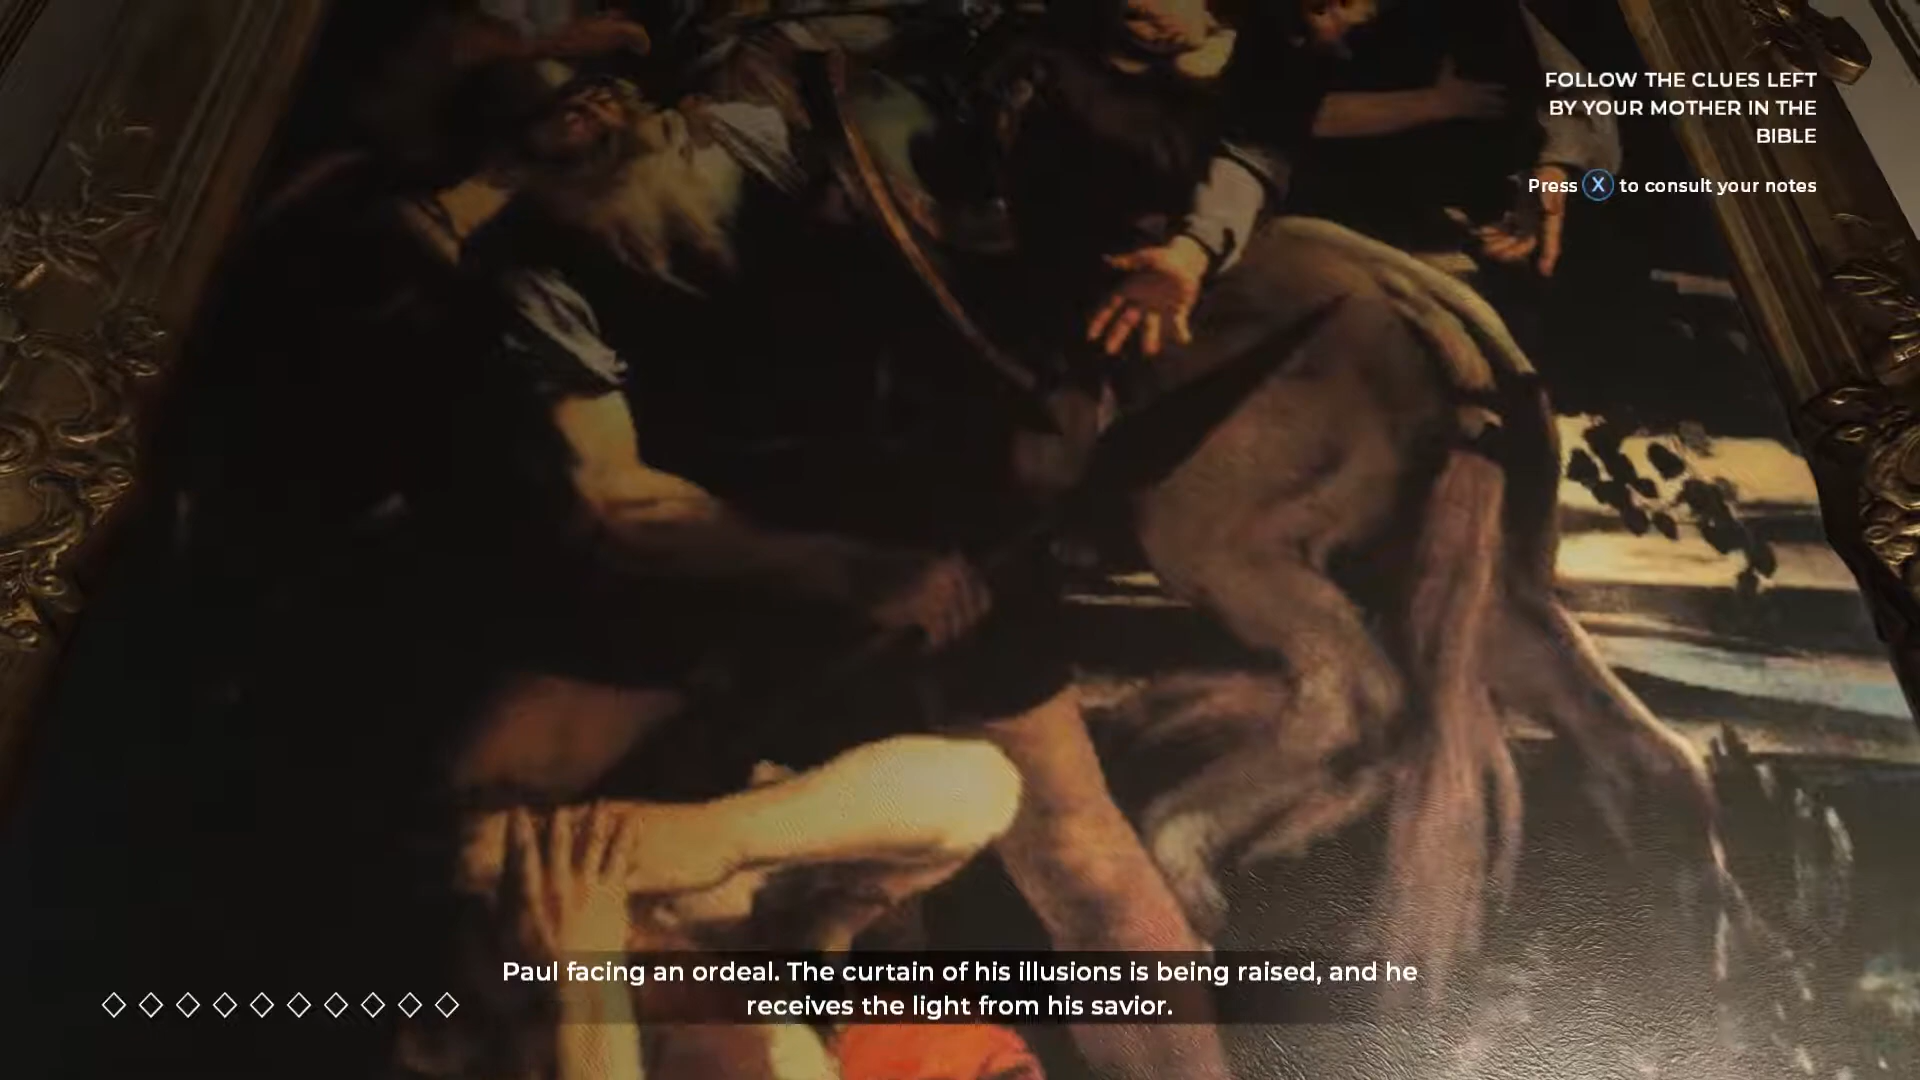 FOLLOW THE CLUES LEFT
BY YOUR MOTHER IN THE
BIBLE
Press X to consult your notes
Paul facing an ordeal. The curtain of his illusions is being raised, and he
receives the light from his savior.